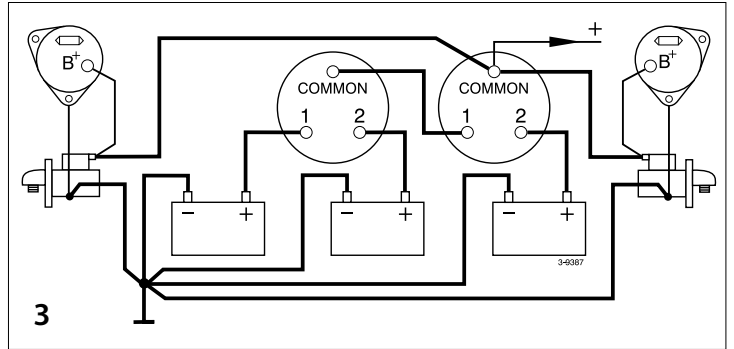 B+
+
B+
COMMON
COMMON
1 2
1 2
− +
− +
− +
3-9387
3